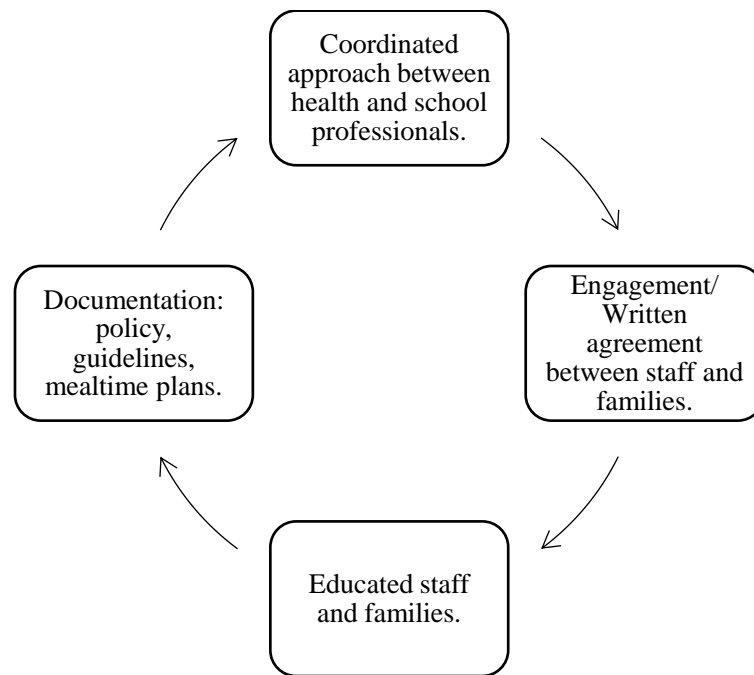 Coordinated
approach between
health and school
professionals.
Engagement/
Written
agreement
between staff and
families.
Educated staff
and families.
Documentation:
policy,
guidelines,
mealtime plans.